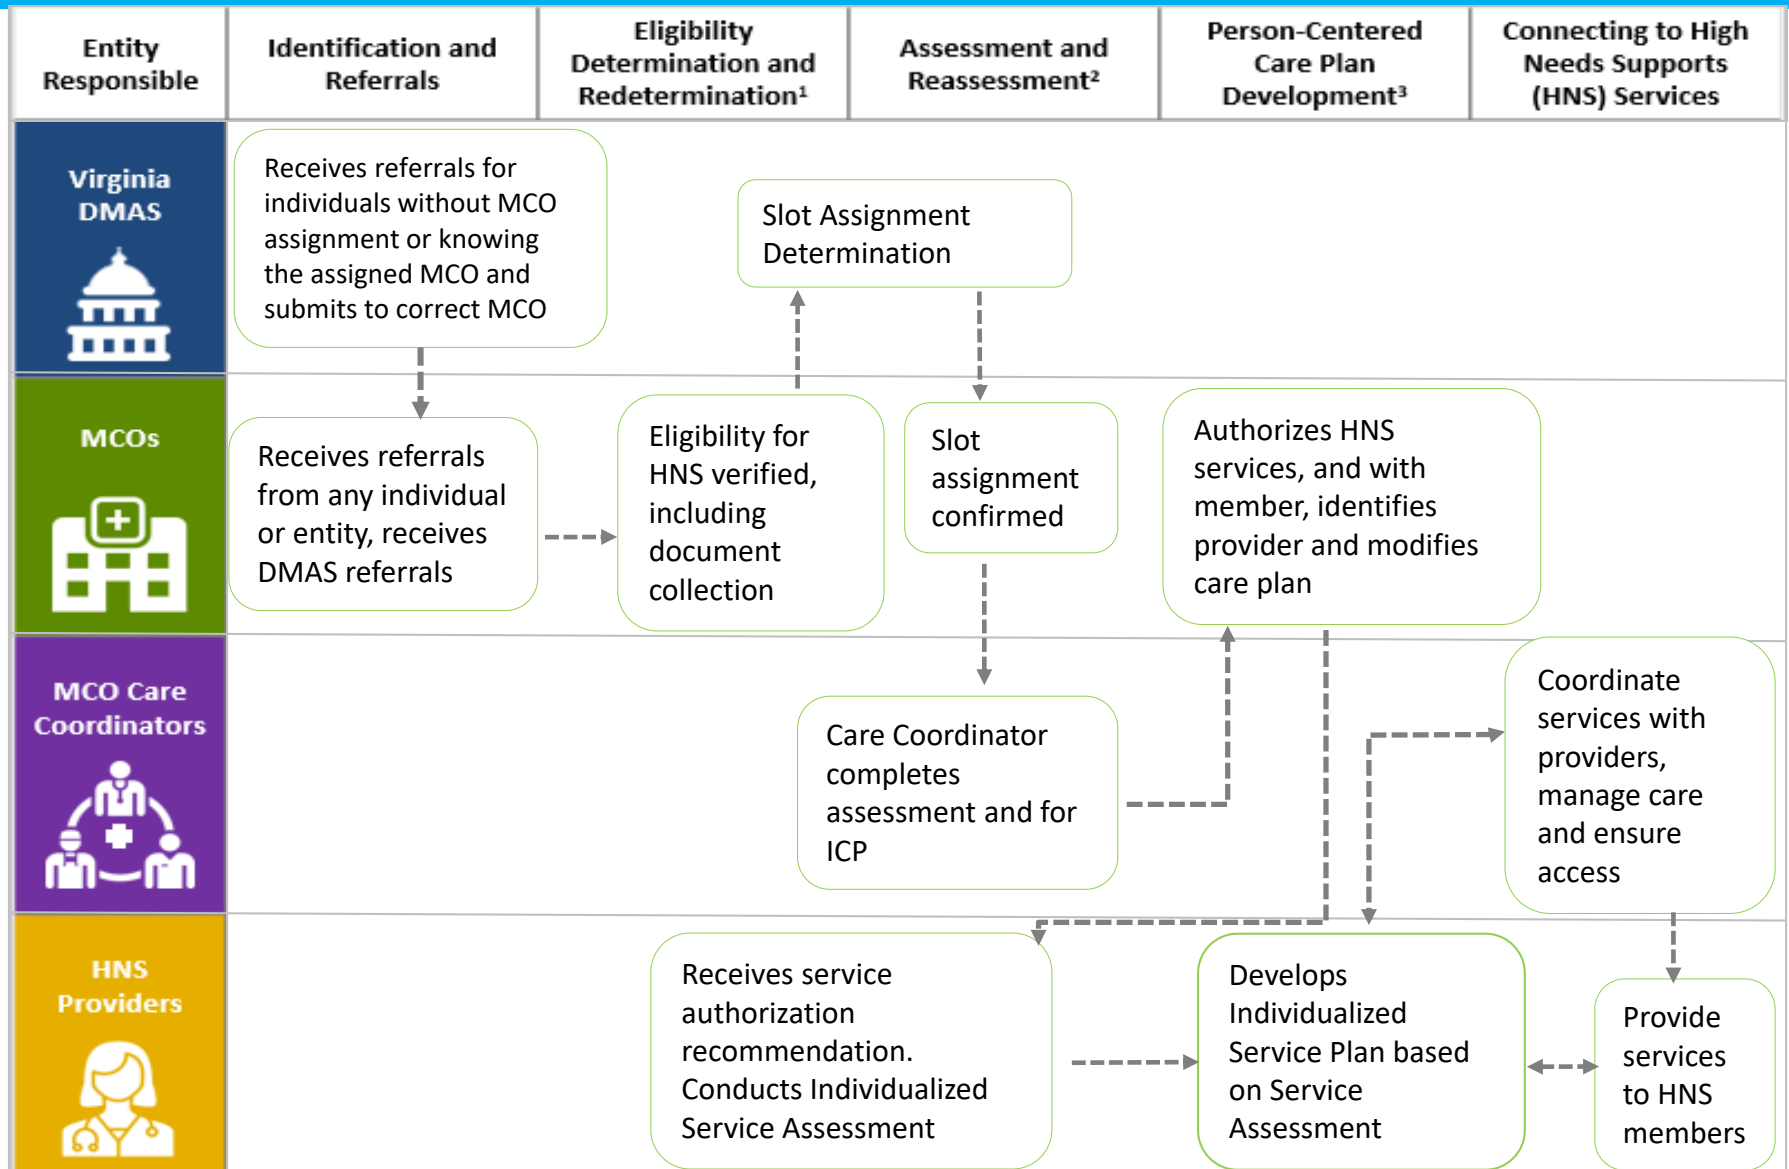 Entity
Responsible
Identification and
Referrals
Eligibility
Determination and
Redetermination¹
Assessment and
Reassessment²
Person-Centered
Care Plan
Development³
Connecting to High
Needs Supports
(HNS) Services
Virginia
DMAS
Receives referrals for
individuals without MCO
assignment or knowing
the assigned MCO and
submits to correct MCO
Slot Assignment
Determination
MCOs
Receives referrals
from any individual
or entity, receives
DMAS referrals
Eligibility for
HNS verified,
including
document
collection
Slot
assignment
confirmed
Authorizes HNS
services, and with
member, identifies
provider and modifies
care plan
MCO Care
Coordinators
Care Coordinator
completes
assessment and for
ICP
Coordinate
services with
providers,
manage care
and ensure
access
HNS
Providers
Receives service
authorization
recommendation.
Conducts Individualized
Service Assessment
Develops
Individualized
Service Plan based
on Service
Assessment
Provide
services
to HNS
members